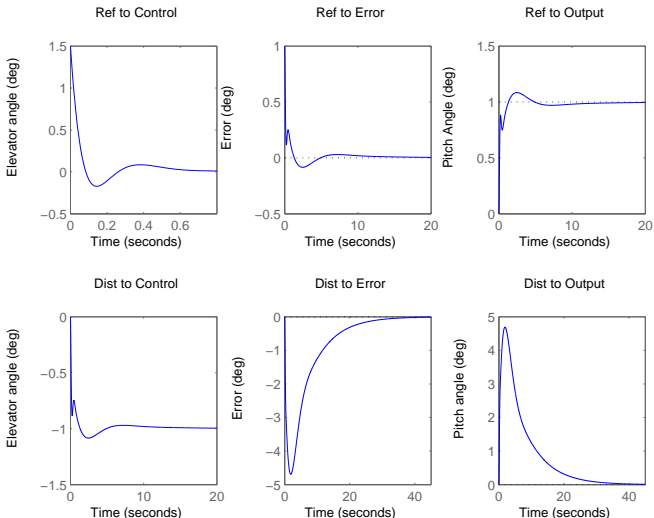 Ref to Control
Ref to Error
Ref to Output
Elevator angle (deg)
1.5
1
0.5
0
−0.5
0
0.2
0.4
0.6
Time (seconds)
Error (deg)
1
0.5
0
−0.5
0
10
20
Time (seconds)
Pitch Angle (deg)
1.5
1
0.5
0
0
10
20
Time (seconds)
Dist to Control
Dist to Error
Dist to Output
Elevator angle (deg)
0
−0.5
−1
−1.5
0
10
20
Time (seconds)
Error (deg)
0
−1
−2
−3
−4
−5
0
20
40
Time (seconds)
Pitch angle (deg)
5
4
3
2
1
0
0
20
40
Time (seconds)